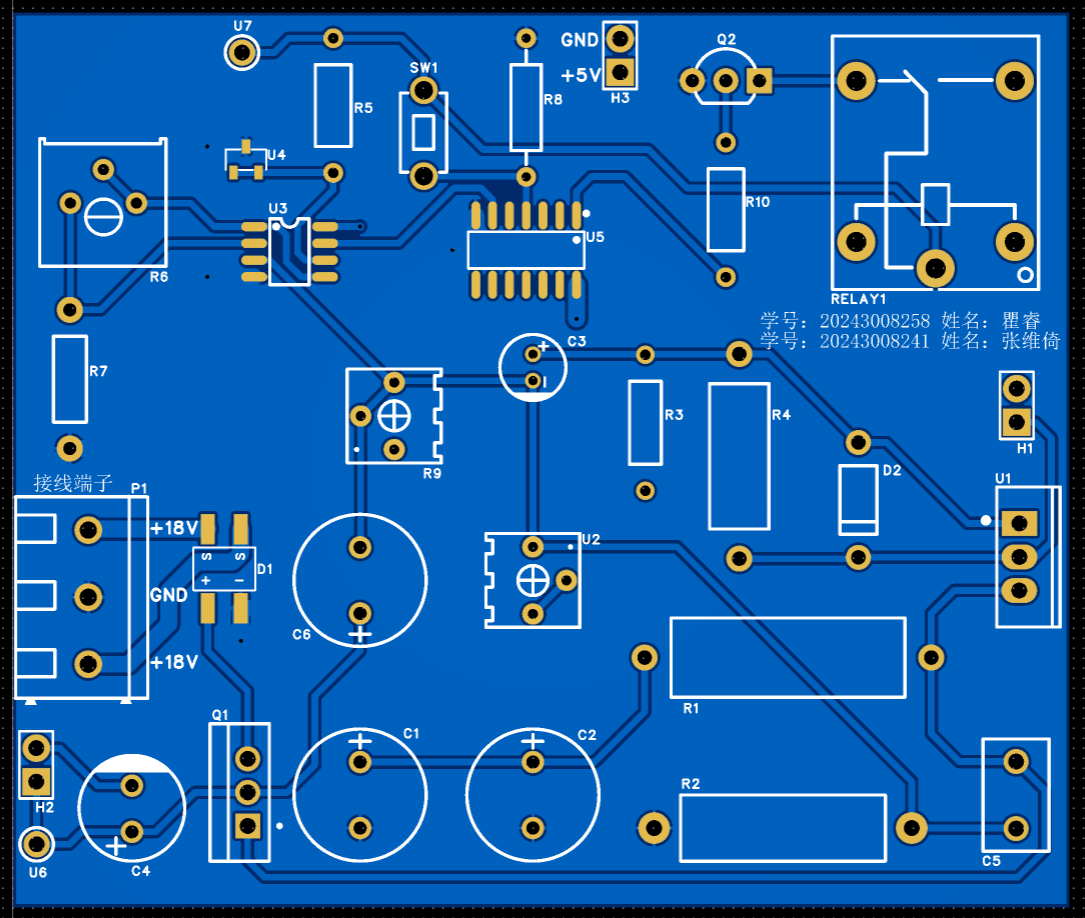 U7
GND
+5V
H3
Q2
SW1
R5
R8
U4
R10
U3
U5
R6
RELAY1
学号：20243008258 姓名：瞿睿
学号：20243008241 姓名：张维倚
C3
+
R7
R3
R4
H1
R9
D2
U1
接线端子
P1
+18V
S S
+ −
D1
U2
GND
C6
+
+18V
R1
Q1
C1
+
C2
+
R2
H2
C4
+
U6
C5